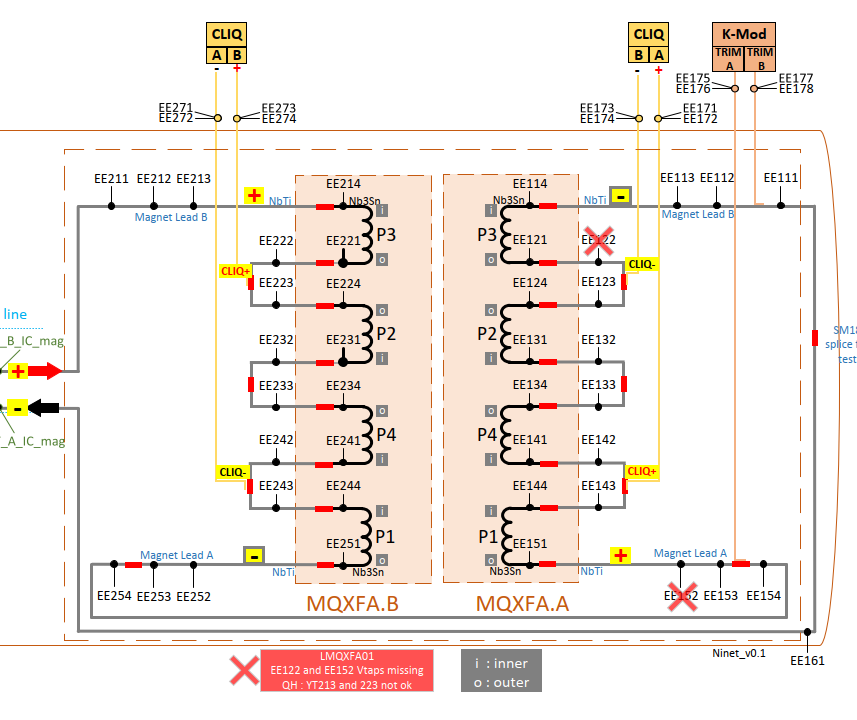 CLIQ
CLIQ
K-Mod
A B
B A
TRIM A
TRIM B
- +
- +
EE175
EE176
EE177
EE178
EE271
EE272
EE273
EE274
EE173
EE174
EE171
EE172
EE211 EE212 EE213
EE214
EE114
EE113 EE112
EE111
+
NbTi
Nb3Sn
i
i
Nb3Sn
NbTi
-
Magnet Lead B
Magnet Lead B
P3
P3
EE222
EE221
EE121
EE122
o
o
CLIQ+
CLIQ-
EE223
EE224
EE124
EE123
o
o
line
P2
P2
_B_IC_mag
EE232
EE231
EE131
EE132
i
i
+
EE233
EE234
EE134
EE133
-
o
o
P4
P4
_A_IC_mag
EE242
EE241
EE141
EE142
i
i
CLIQ-
CLIQ+
EE243
EE244
EE144
EE143
i
i
P1
P1
EE251
EE151
Magnet Lead A
-
o
o
+
Magnet Lead A
NbTi
Nb3Sn
Nb3Sn
NbTi
EE254 EE253 EE252
EE152 EE153 EE154
MQXFA.B
MQXFA.A
splice
test
Ninet_v0.1
EE161
LMQXFA01
EE122 and EE152 Vtaps missing
QH : YT213 and 223 not ok
i : inner
o : outer